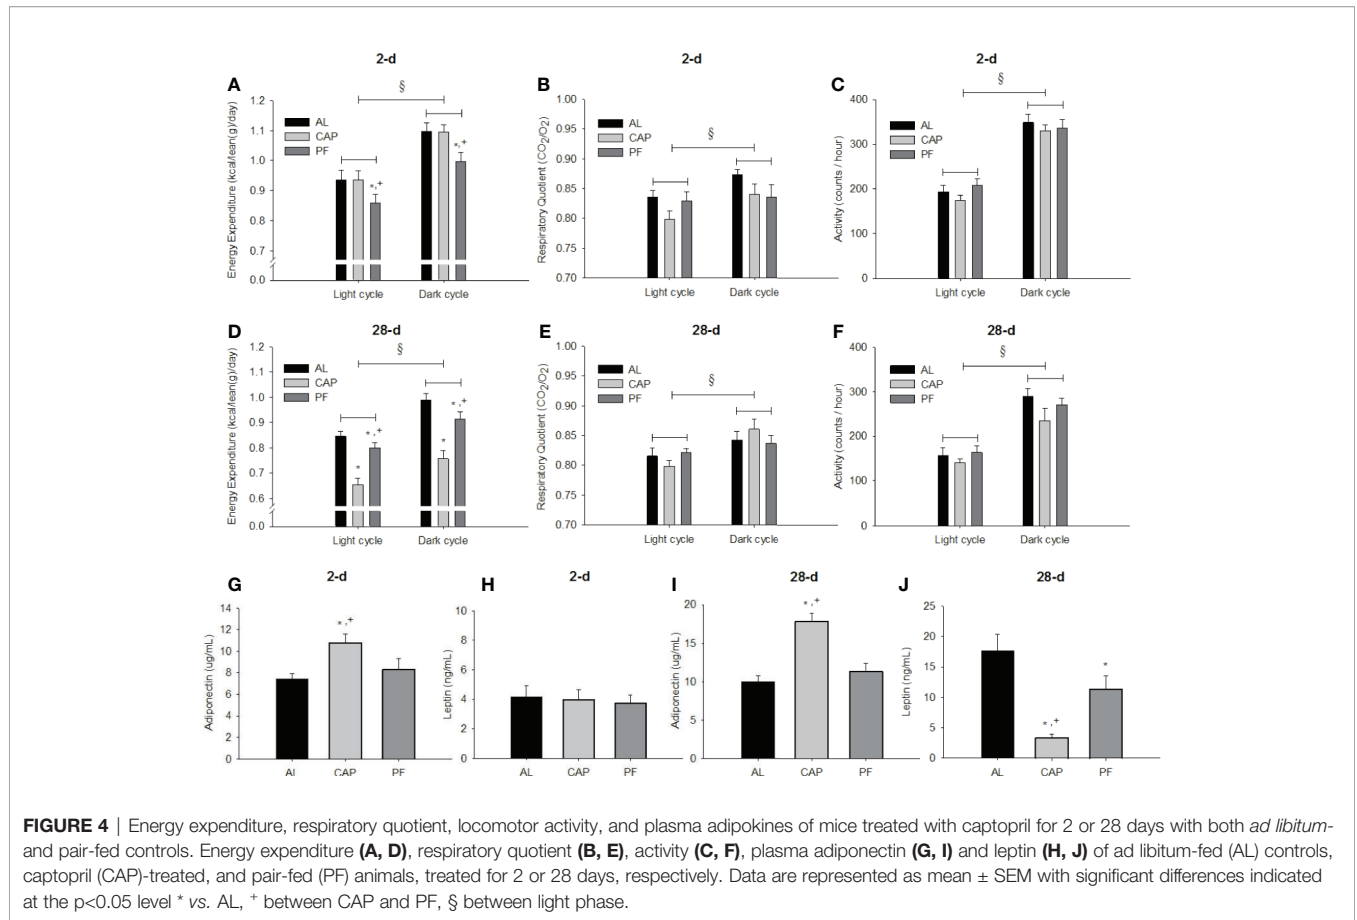 2-d
2-d
2-d
A
B
C
1.2
1.1
1.0
0.9
0.8
0.7
0.0
Energy Expenditure (kcal/lean(g)/day)
AL
CAP
PF
§
*,+
*,+
Light cycle
Dark cycle
1.00
0.95
0.90
0.85
0.80
0.75
0.70
Respiratory Quotient (CO2/O2)
AL
CAP
PF
§
Light cycle
Dark cycle
400
300
200
100
0
Activity (counts / hour)
AL
CAP
PF
§
Light cycle
Dark cycle
28-d
28-d
28-d
D
E
F
1.2
1.1
1.0
0.9
0.8
0.7
0.6
0.0
Energy Expenditure (kcal/lean(g)/day)
AL
CAP
PF
§
*
*,+
*
*,+
Light cycle
Dark cycle
1.00
0.95
0.90
0.85
0.80
0.75
0.70
Respiratory Quotient (CO2/O2)
AL
CAP
PF
§
Light cycle
Dark cycle
400
300
200
100
0
Activity (counts / hour)
AL
CAP
PF
§
Light cycle
Dark cycle
2-d
2-d
28-d
28-d
G
H
I
J
14
12
10
8
6
4
2
0
Adiponectin (ug/mL)
*,+
AL
CAP
PF
10
8
6
4
2
0
Leptin (ng/mL)
AL
CAP
PF
20
15
10
5
0
Adiponectin (ug/mL)
*,+
AL
CAP
PF
25
20
15
10
5
0
Leptin (ng/mL)
*,+
*
AL
CAP
PF
FIGURE 4 | Energy expenditure, respiratory quotient, locomotor activity, and plasma adipokines of mice treated with captopril for 2 or 28 days with both ad libitum-
and pair-fed controls. Energy expenditure (A, D), respiratory quotient (B, E), activity (C, F), plasma adiponectin (G, I) and leptin (H, J) of ad libitum-fed (AL) controls,
captopril (CAP)-treated, and pair-fed (PF) animals, treated for 2 or 28 days, respectively. Data are represented as mean ± SEM with significant differences indicated
at the p<0.05 level * vs. AL, + between CAP and PF, § between light phase.